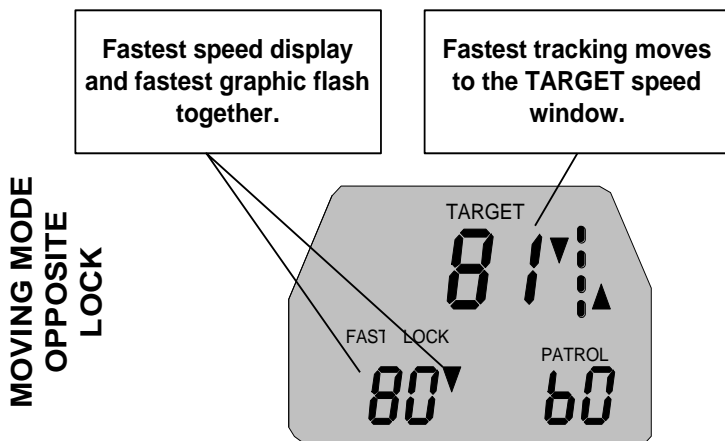 Fastest speed display
and fastest graphic flash
together.
Fastest tracking moves
to the TARGET speed
window.
MOVING MODE
OPPOSITE
LOCK
TARGET
81
FAST LOCK
80
PATROL
60